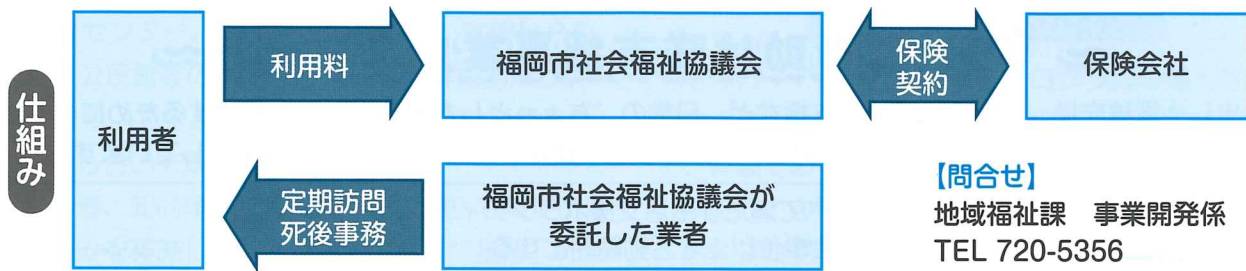 仕組み
利用者
利用料
福岡市社会福祉協議会
保険
契約
保険会社
定期訪問
死後事務
福岡市社会福祉協議会が
委託した業者
【問合せ】
地域福祉課 事業開発係
TEL 720-5356